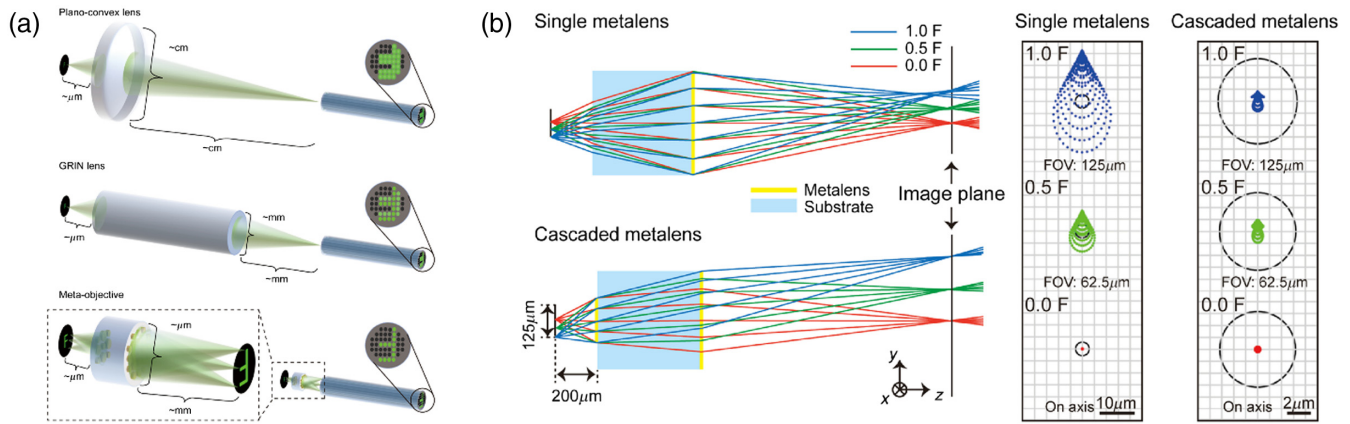 (a)
Plano-convex lens
~cm
~μm
~cm
GRIN lens
~mm
~μm
~mm
Meta-objective
~μm
~μm
~mm
(b)
Single metalens
1.0 F
0.5 F
0.0 F
Metalens
Substrate
Image plane
Cascaded metalens
125μm
200μm
y
x
z
Single metalens
1.0 F
FOV: 125μm
0.5 F
FOV: 62.5μm
0.0 F
On axis
10μm
Cascaded metalens
1.0 F
FOV: 125μm
0.5 F
FOV: 62.5μm
0.0 F
On axis
2μm